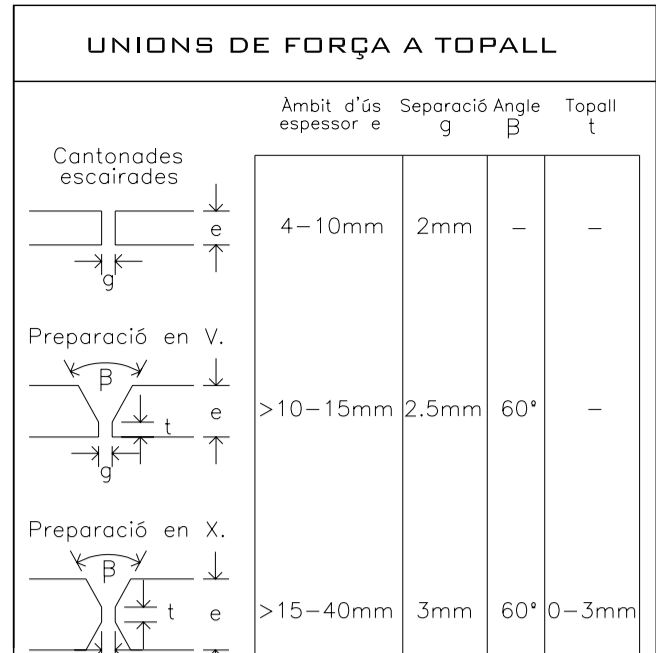 UNIONS DE FORÇA A TOPALL
Àmbit d'ús Separació Angle Topall
espessor e g β t
Cantonades
escairades
e 4-10mm 2mm - -
g
Preparació en V.
β
e >10-15mm 2.5mm 60° -
t
g
Preparació en X.
β
t e >15-40mm 3mm 60° 0-3mm